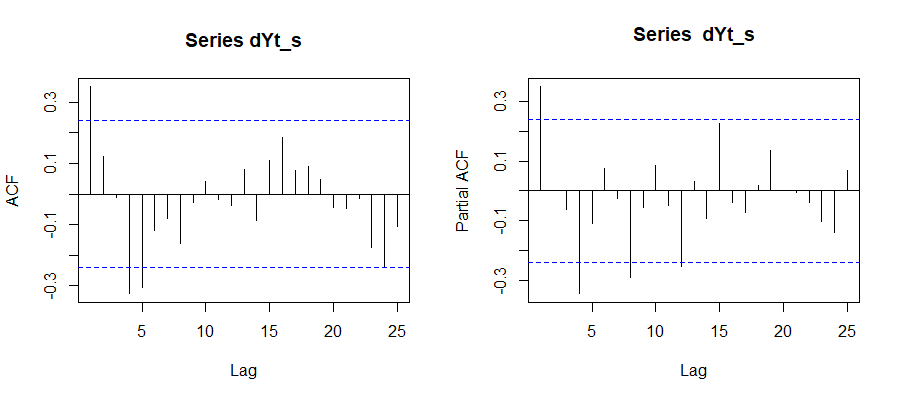 Series dYt_s
ACF
0.3
0.1
-0.1
-0.3
5 10 15 20 25
Lag
Series dYt_s
Partial ACF
0.3
0.1
-0.1
-0.3
5 10 15 20 25
Lag